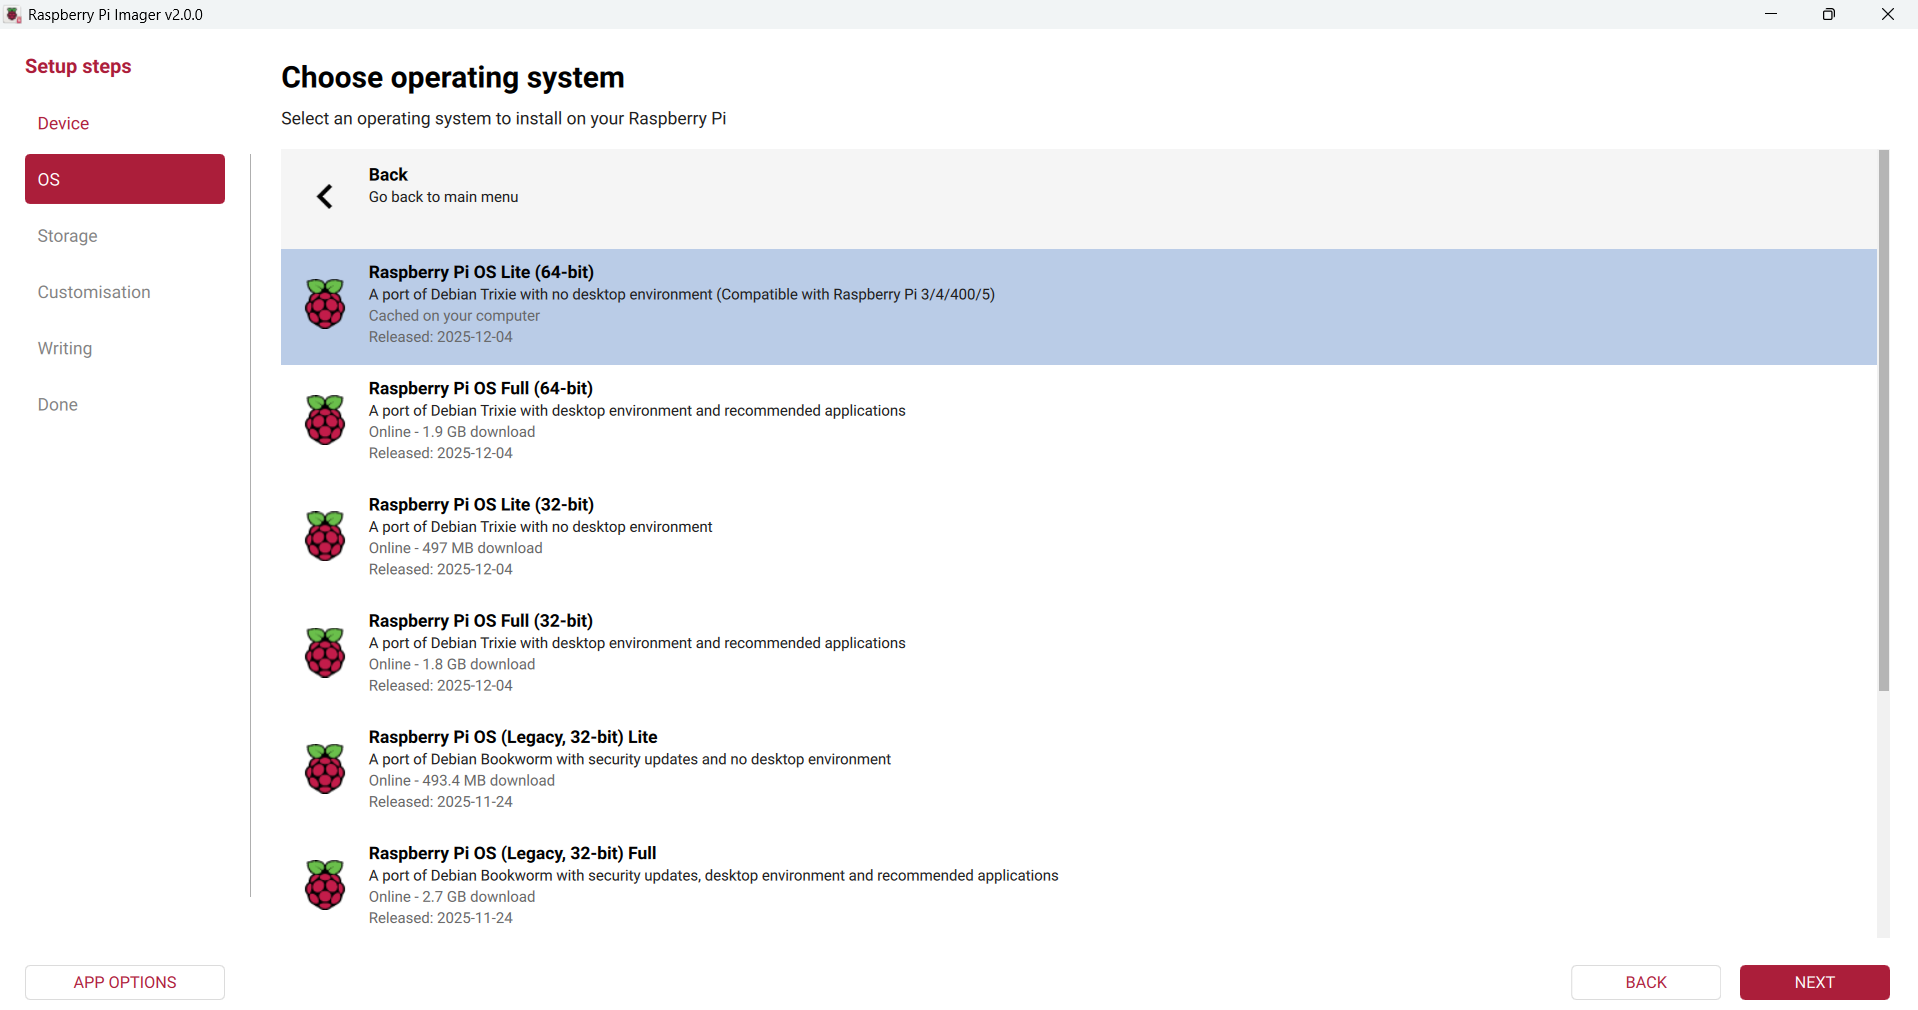 Raspberry Pi Imager v2.0.0
Setup steps
Device
OS
Storage
Customisation
Writing
Done
APP OPTIONS
Choose operating system
Select an operating system to install on your Raspberry Pi
Back
Go back to main menu
Raspberry Pi OS Lite (64-bit)
A port of Debian Trixie with no desktop environment (Compatible with Raspberry Pi 3/4/400/5)
Cached on your computer
Released: 2025-12-04
Raspberry Pi OS Full (64-bit)
A port of Debian Trixie with desktop environment and recommended applications
Online - 1.9 GB download
Released: 2025-12-04
Raspberry Pi OS Lite (32-bit)
A port of Debian Trixie with no desktop environment
Online - 497 MB download
Released: 2025-12-04
Raspberry Pi OS Full (32-bit)
A port of Debian Trixie with desktop environment and recommended applications
Online - 1.8 GB download
Released: 2025-12-04
Raspberry Pi OS (Legacy, 32-bit) Lite
A port of Debian Bookworm with security updates and no desktop environment
Online - 493.4 MB download
Released: 2025-11-24
Raspberry Pi OS (Legacy, 32-bit) Full
A port of Debian Bookworm with security updates, desktop environment and recommended applications
Online - 2.7 GB download
Released: 2025-11-24
BACK
NEXT